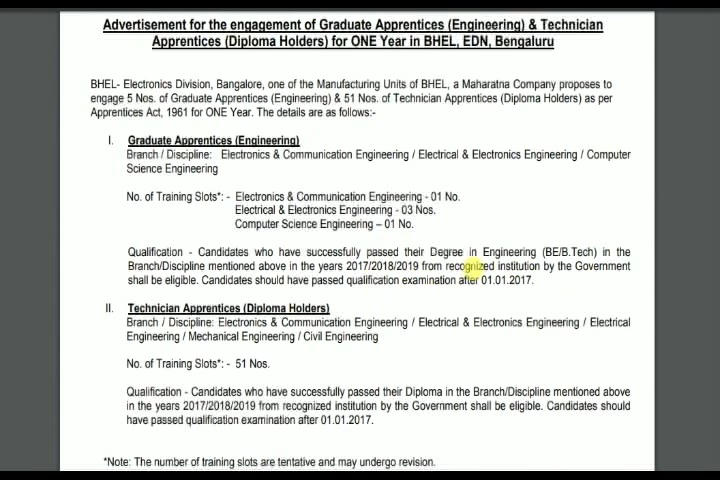 Advertisement for the engagement of Graduate Apprentices (Engineering) & Technician
Apprentices (Diploma Holders) for ONE Year in BHEL, EDN, Bengaluru
BHEL- Electronics Division, Bangalore, one of the Manufacturing Units of BHEL, a Maharatna Company proposes to
engage 5 Nos. of Graduate Apprentices (Engineering) & 51 Nos. of Technician Apprentices (Diploma Holders) as per
Apprentices Act, 1961 for ONE Year. The details are as follows:-
I. Graduate Apprentices (Engineering)
Branch / Discipline: Electronics & Communication Engineering / Electrical & Electronics Engineering / Computer
Science Engineering
No. of Training Slots*: - Electronics & Communication Engineering - 01 No.
Electrical & Electronics Engineering - 03 Nos.
Computer Science Engineering – 01 No.
Qualification - Candidates who have successfully passed their Degree in Engineering (BE/B.Tech) in the
Branch/Discipline mentioned above in the years 2017/2018/2019 from recognized institution by the Government
shall be eligible. Candidates should have passed qualification examination after 01.01.2017.
II. Technician Apprentices (Diploma Holders)
Branch / Discipline: Electronics & Communication Engineering / Electrical & Electronics Engineering / Electrical
Engineering / Mechanical Engineering / Civil Engineering
No. of Training Slots*: - 51 Nos.
Qualification - Candidates who have successfully passed their Diploma in the Branch/Discipline mentioned above
in the years 2017/2018/2019 from recognized institution by the Government shall be eligible. Candidates should
have passed qualification examination after 01.01.2017.
*Note: The number of training slots are tentative and may undergo revision.